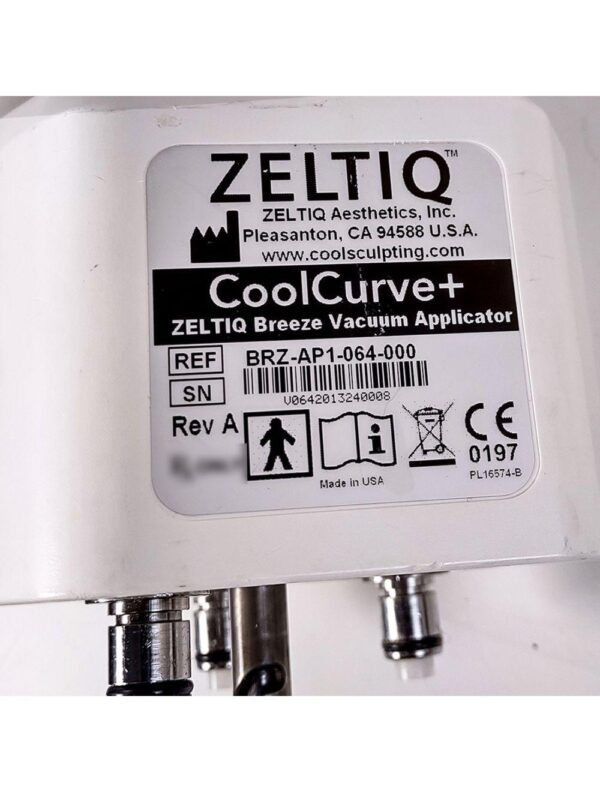 ZELTIQ™
ZELTIQ Aesthetics, Inc.
Pleasanton, CA 94588 U.S.A.
www.coolsculpting.com
CoolCurve+
ZELTIQ Breeze Vacuum Applicator
REF BRZ-AP1-064-000
SN
V0642013240008
Rev A
i
CE
0197
Made in USA
PL16574-B